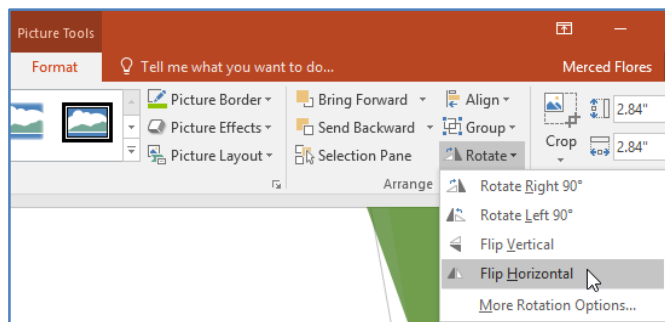 Picture Tools
Format
Tell me what you want to do...
Merced Flores
Picture Border
Picture Effects
Picture Layout
Bring Forward
Send Backward
Selection Pane
Align
Group
Rotate
Arrange
Crop
2.84"
2.84"
Rotate Right 90°
Rotate Left 90°
Flip Vertical
Flip Horizontal
More Rotation Options...